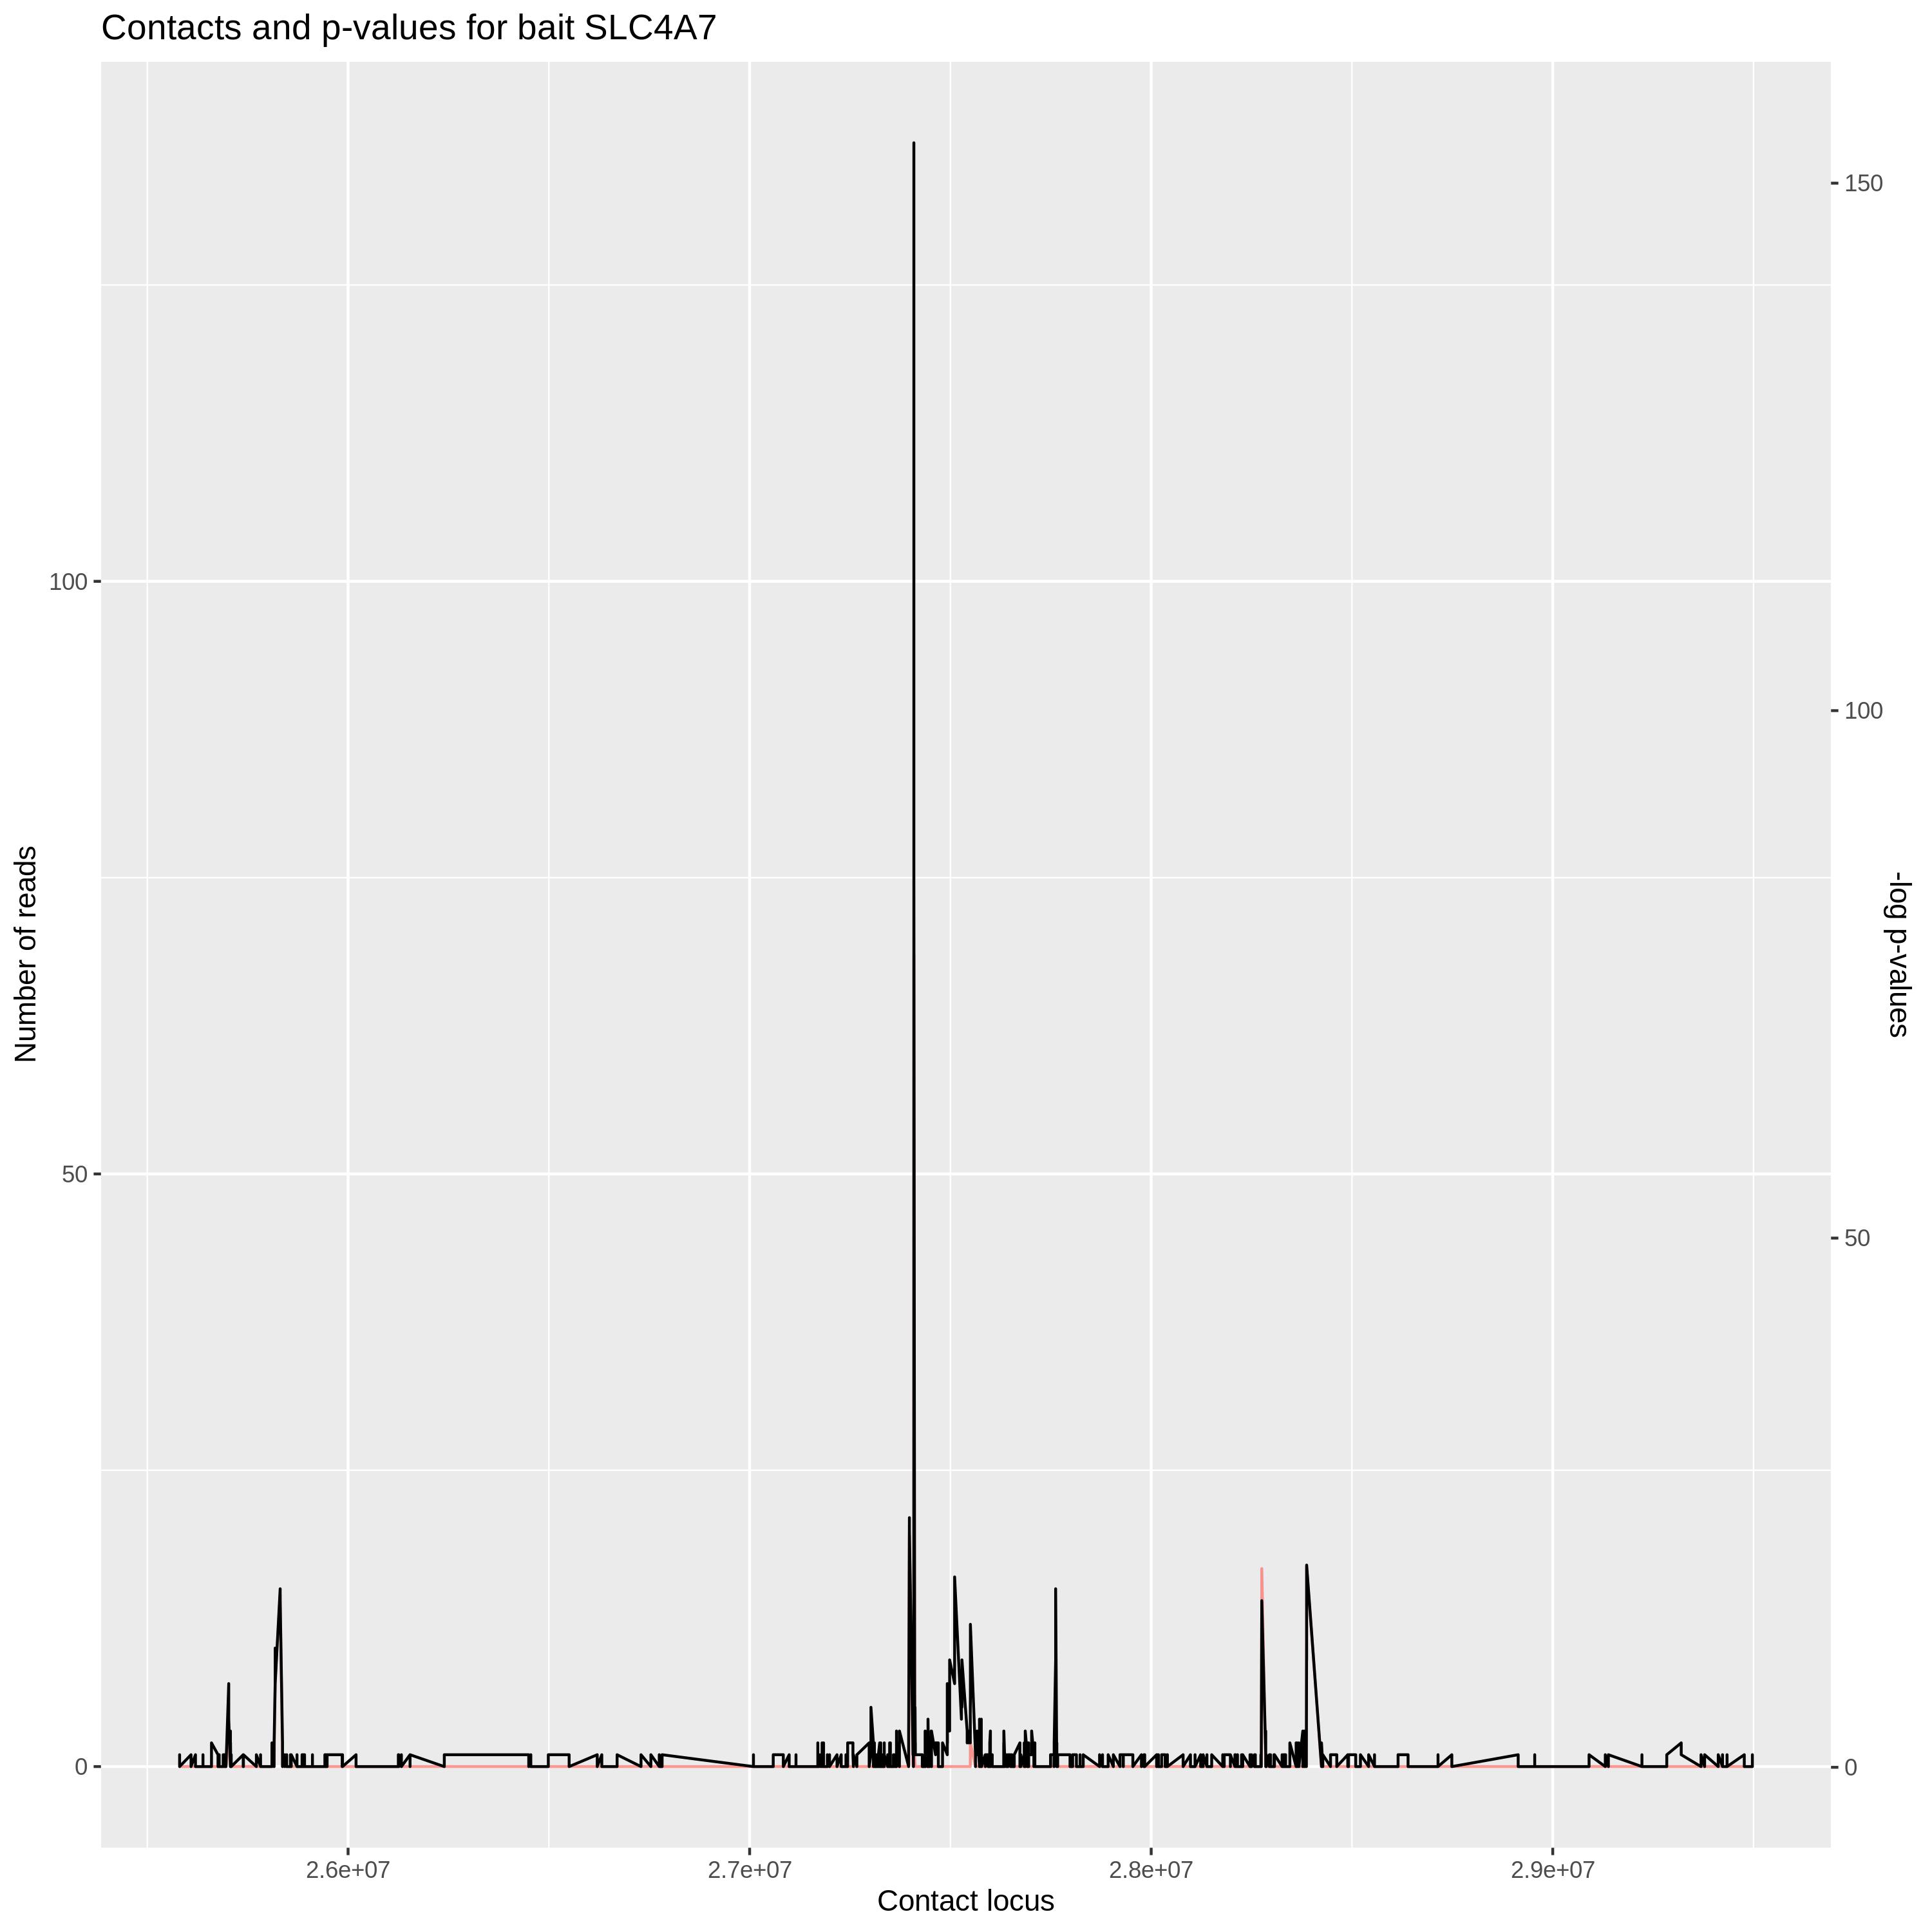 Contacts and p-values for bait SLC4A7
Number of reads
100
50
0
150
100
50
0
-log p-values
2.6e+07
2.7e+07
2.8e+07
2.9e+07
Contact locus